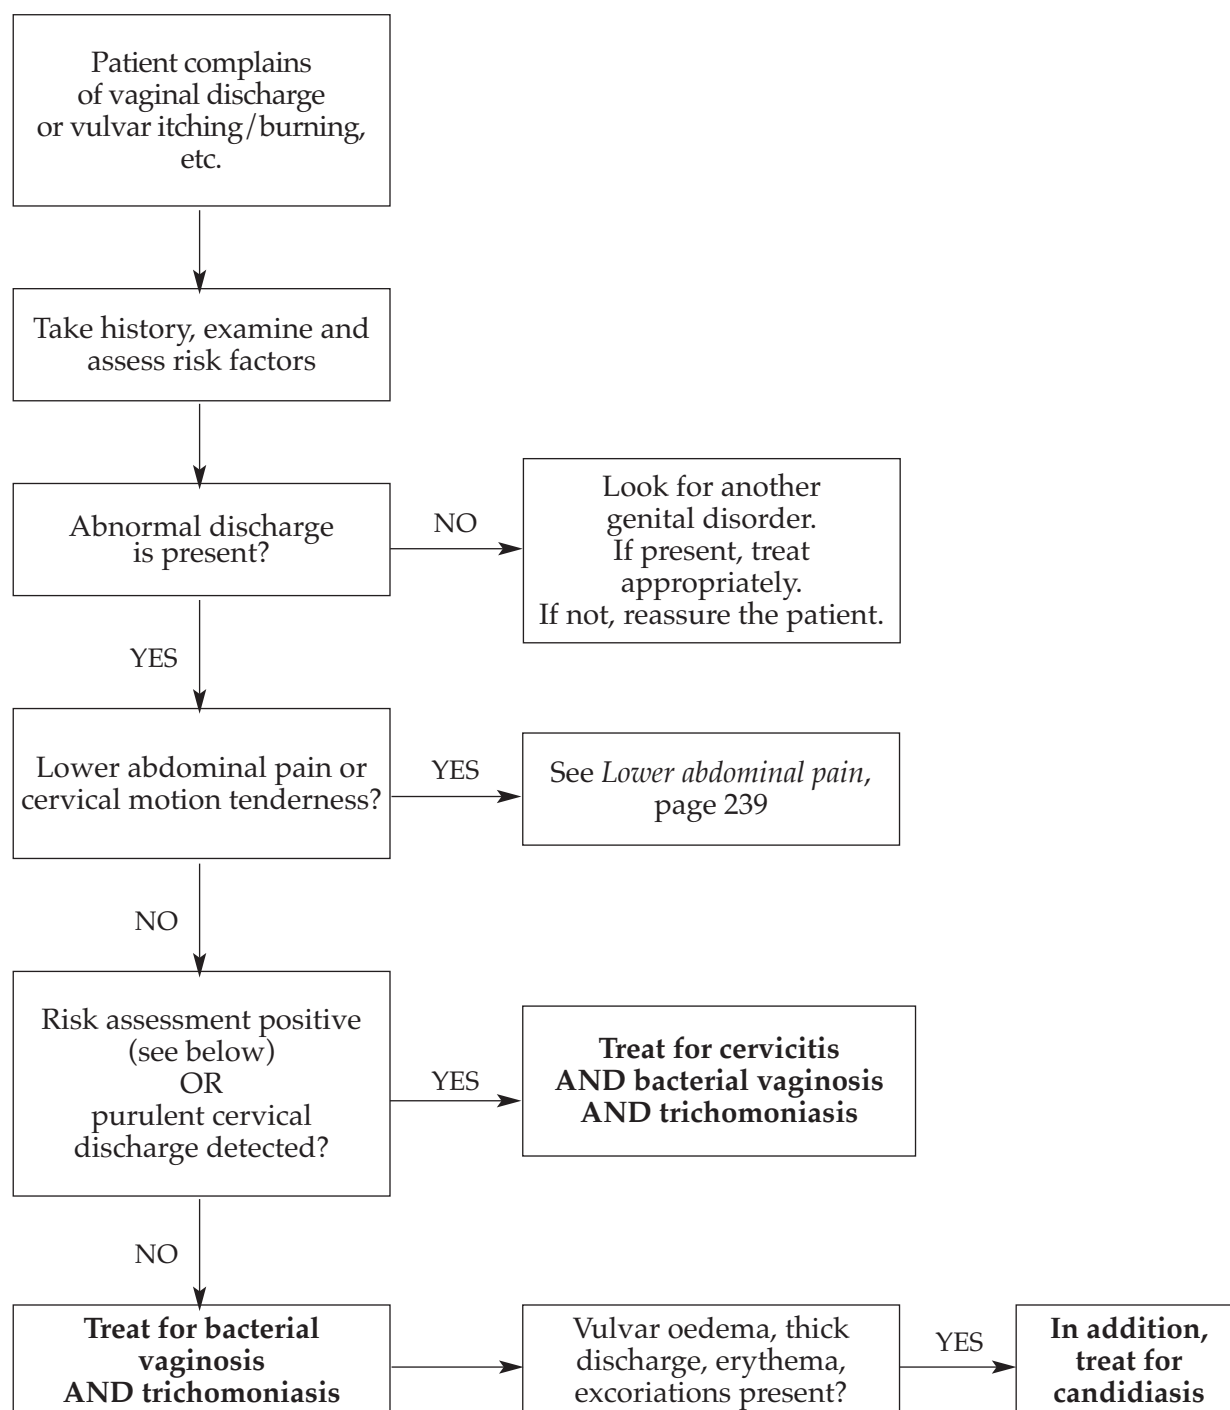 Patient complains
of vaginal discharge
or vulvar itching/burning,
etc.
Take history, examine and
assess risk factors
Abnormal discharge
is present?
NO
Look for another
genital disorder.
If present, treat
appropriately.
If not, reassure the patient.
YES
Lower abdominal pain or
cervical motion tenderness?
YES
See Lower abdominal pain,
page 239
NO
Risk assessment positive
(see below)
OR
purulent cervical
discharge detected?
YES
Treat for cervicitis
AND bacterial vaginosis
AND trichomoniasis
NO
Treat for bacterial
vaginosis
AND trichomoniasis
Vulvar oedema, thick
discharge, erythema,
excoriations present?
YES
In addition,
treat for
candidiasis